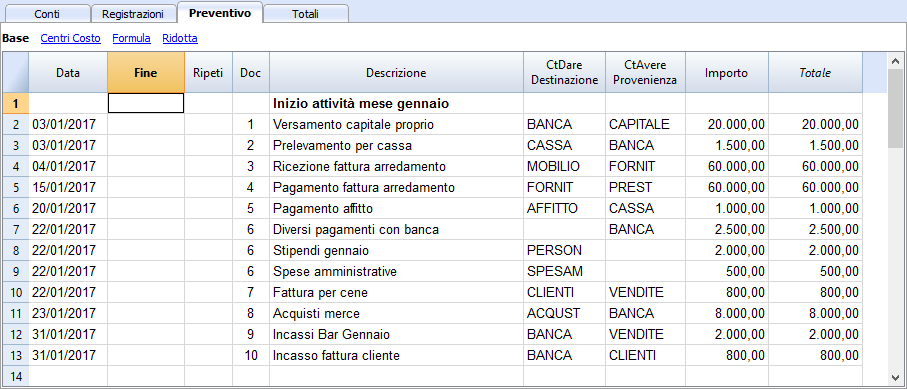 Conti Registrazioni Preventivo Totali
Base Centri Costo Formula Ridotta
Data Fine Ripeti Doc Descrizione CtDare Destinazione CtAvere Provenienza Importo Totale
1 Inizio attività mese gennaio
2 03/01/2017 1 Versamento capitale proprio BANCA CAPITALE 20.000,00 20.000,00
3 03/01/2017 2 Prelevamento per cassa CASSA BANCA 1.500,00 1.500,00
4 04/01/2017 3 Ricezione fattura arredamento MOBILIO FORNIT 60.000,00 60.000,00
5 15/01/2017 4 Pagamento fattura arredamento FORNIT PREST 60.000,00 60.000,00
6 20/01/2017 5 Pagamento affitto AFFITTO CASSA 1.000,00 1.000,00
7 22/01/2017 6 Diversi pagamenti con banca BANCA 2.500,00 2.500,00
8 22/01/2017 6 Stipendi gennaio PERSON 2.000,00 2.000,00
9 22/01/2017 6 Spese amministrative SPESAM 500,00 500,00
10 22/01/2017 7 Fattura per cene CLIENTI VENDITE 800,00 800,00
11 23/01/2017 8 Acquisti merce ACQUST BANCA 8.000,00 8.000,00
12 31/01/2017 9 Incassi Bar Gennaio BANCA VENDITE 2.000,00 2.000,00
13 31/01/2017 10 Incasso fattura cliente BANCA CLIENTI 800,00 800,00
14